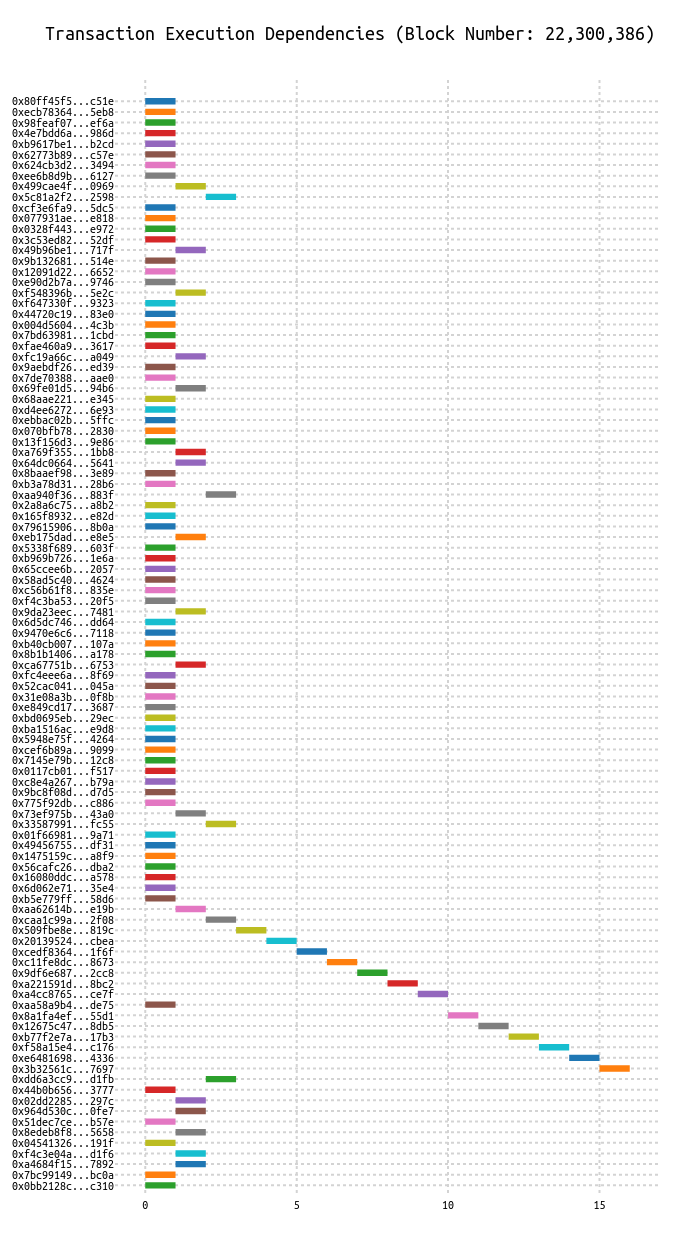 Transaction Execution Dependencies (Block Number: 22,300,386)
0x80ff45f5...c51e
0xecb78364...5eb8
0x98feaf07...ef6a
0x4e7bdd6a...986d
0xb9617be1...b2cd
0x62773b89...c57e
0x624cb3d2...3494
0xee6b8d9b...6127
0x499cae4f...0969
0x5c81a2f2...2598
0xcf3e6fa9...5dc5
0x077931ae...e818
0x0328f443...e972
0x3c53ed82...52df
0x49b96be1...717f
0x9b132681...514e
0x12091d22...6652
0xe90d2b7a...9746
0xf548396b...5e2c
0xf647330f...9323
0x44720c19...83e0
0x004d5604...4c3b
0x7bd63981...1cbd
0xfae460a9...3617
0xfc19a66c...a049
0x9aebdf26...ed39
0x7de70388...aae0
0x69fe01d5...94b6
0x68aae221...e345
0xd4ee6272...6e93
0xebbac02b...5ffc
0x070bfb78...2830
0x13f156d3...9e86
0xa769f355...1bb8
0x64dc0664...5641
0x8baaef98...3e89
0xb3a78d31...28b6
0xaa940f36...883f
0x2a8a6c75...a8b2
0x165f8932...e82d
0x79615906...8b0a
0xeb175dad...e8e5
0x5338f689...603f
0xb969b726...1e6a
0x65ccee6b...2057
0x58ad5c40...4624
0xc56b61f8...835e
0xf4c3ba53...20f5
0x9da23eec...7481
0x6d5dc746...dd64
0x9470e6c6...7118
0xb40cb007...107a
0x8b1b1406...a178
0xca67751b...6753
0xfc4eee6a...8f69
0x52cac041...045a
0x31e08a3b...0f8b
0xe849cd17...3687
0xbd0695eb...29ec
0xba1516ac...e9d8
0x5948e75f...4264
0xcef6b89a...9099
0x7145e79b...12c8
0x0117cb01...f517
0xc8e4a267...b79a
0x9bc8f08d...d7d5
0x775f92db...c886
0x73ef975b...43a0
0x33587991...fc55
0x01f66981...9a71
0x49456755...df31
0x1475159c...a8f9
0x56cafc26...dba2
0x16080ddc...a578
0x6d062e71...35e4
0xb5e779ff...58d6
0xaa62614b...e19b
0xcaa1c99a...2f08
0x509fbe8e...819c
0x20139524...cbea
0xcedf8364...1f6f
0xc11fe8dc...8673
0x9df6e687...2cc8
0xa221591d...8bc2
0xa4cc8765...ce7f
0xaa58a9b4...de75
0x8a1fa4ef...55d1
0x12675c47...8db5
0xb77f2e7a...17b3
0xf58a15e4...c176
0xe6481698...4336
0x3b32561c...7697
0xdd6a3cc9...d1fb
0x44b0b656...3777
0x02dd2285...297c
0x964d530c...0fe7
0x51dec7ce...b57e
0x8edeb8f8...5658
0x04541326...191f
0xf4c3e04a...d1f6
0xa4684f15...7892
0x7bc99149...bc0a
0x0bb2128c...c310
0 5 10 15